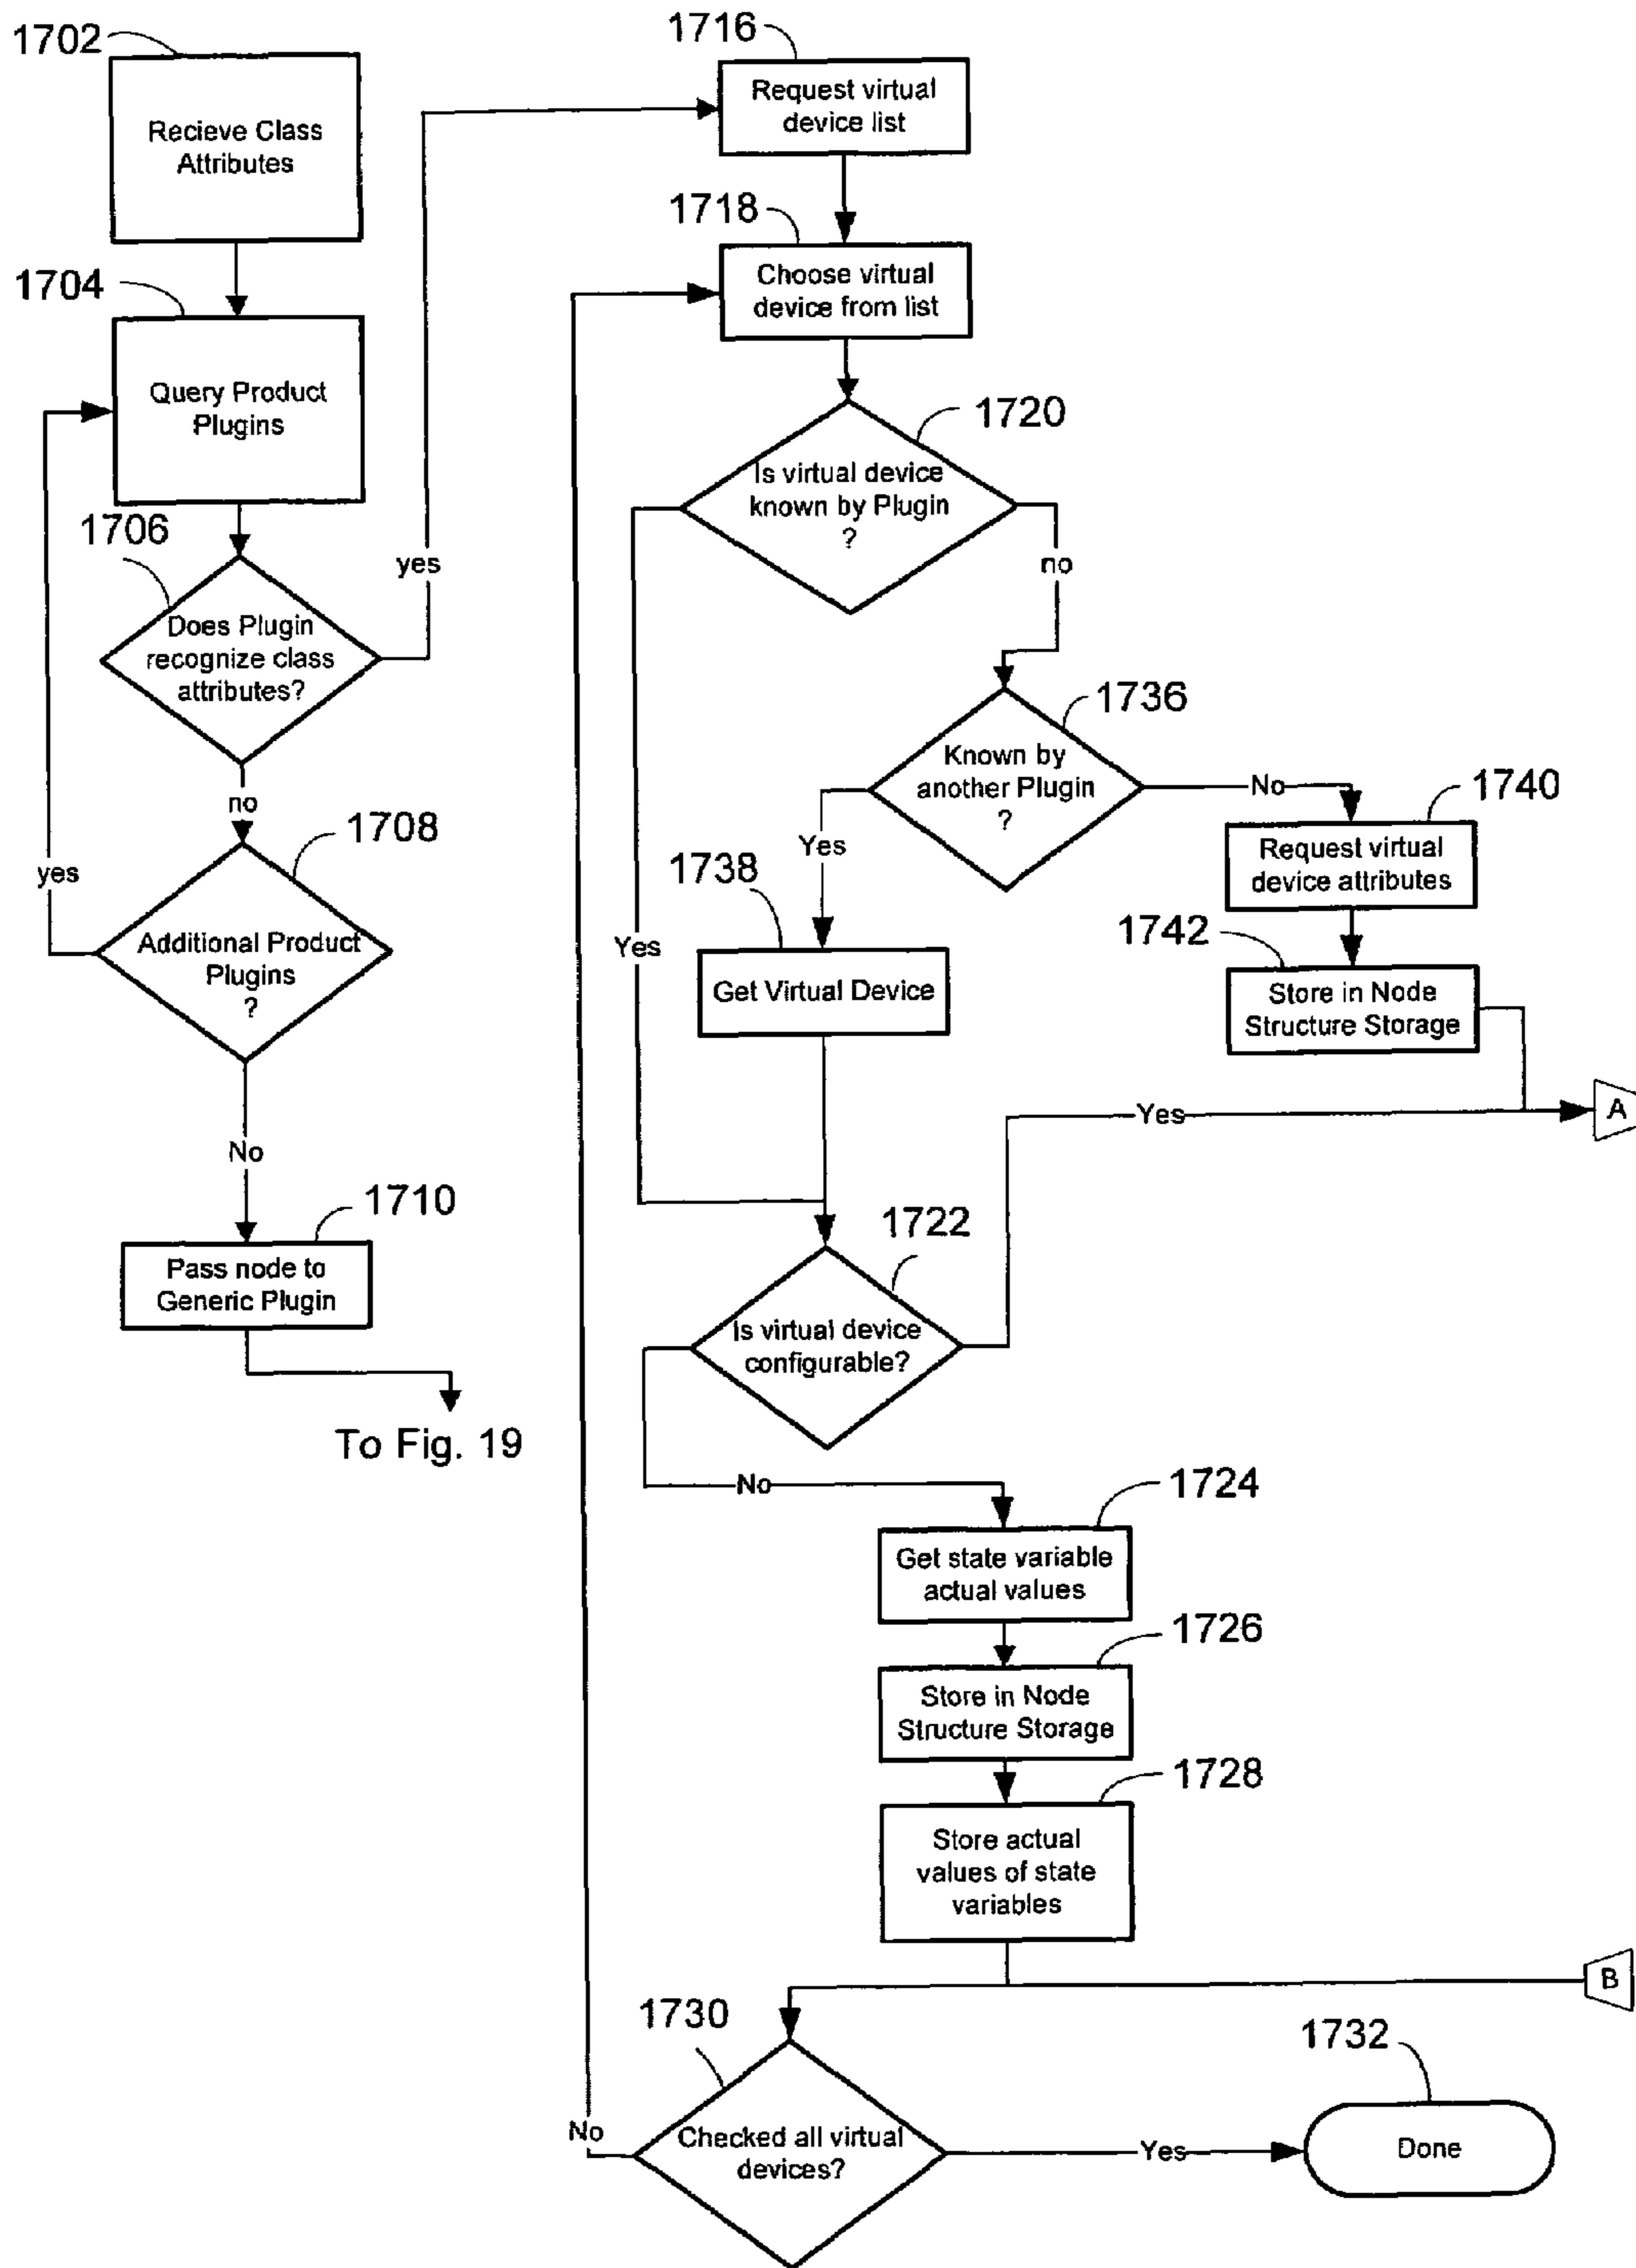 1702
Recieve Class
Attributes
1704
Query Product
Plugins
1706
Does Plugin
recognize class
attributes?
yes
no
1708
yes
Additional Product
Plugins
?
No
1710
Pass node to
Generic Plugin
To Fig. 19
1716
Request virtual
device list
1718
Choose virtual
device from list
1720
Is virtual device
known by Plugin
?
no
Yes
1736
Known by
another Plugin
?
No
Yes
1738
Get Virtual Device
1740
Request virtual
device attributes
1742
Store in Node
Structure Storage
Yes
A
1722
Is virtual device
configurable?
No
1724
Get state variable
actual values
1726
Store in Node
Structure Storage
1728
Store actual
values of state
variables
B
1730
Checked all virtual
devices?
No
Yes
1732
Done